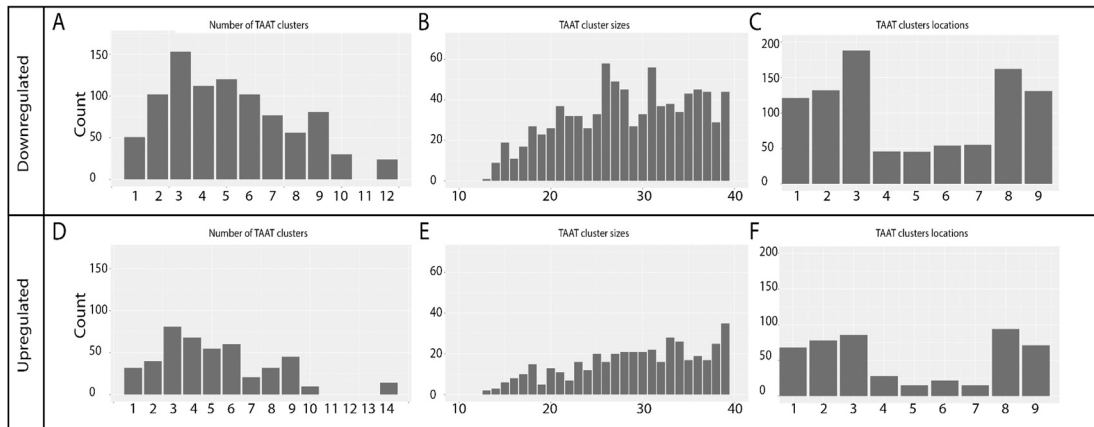 Downregulated
A
Number of TAAT clusters
Count
150
100
50
0
1 2 3 4 5 6 7 8 9 10 11 12
B
TAAT cluster sizes
60
40
20
0
10 20 30 40
C
TAAT clusters locations
200
150
100
50
0
1 2 3 4 5 6 7 8 9
Upregulated
D
Number of TAAT clusters
Count
150
100
50
0
1 2 3 4 5 6 7 8 9 10 11 12 13 14
E
TAAT cluster sizes
60
40
20
0
10 20 30 40
F
TAAT clusters locations
200
150
100
50
0
1 2 3 4 5 6 7 8 9